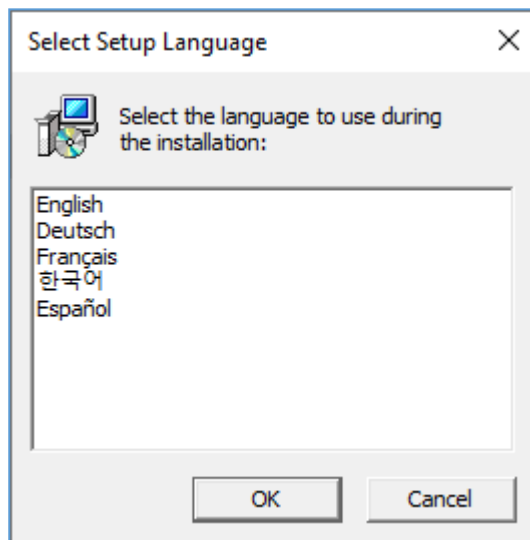 Select Setup Language
Select the language to use during
the installation:
English
Deutsch
Français
한국어
Español
OK
Cancel